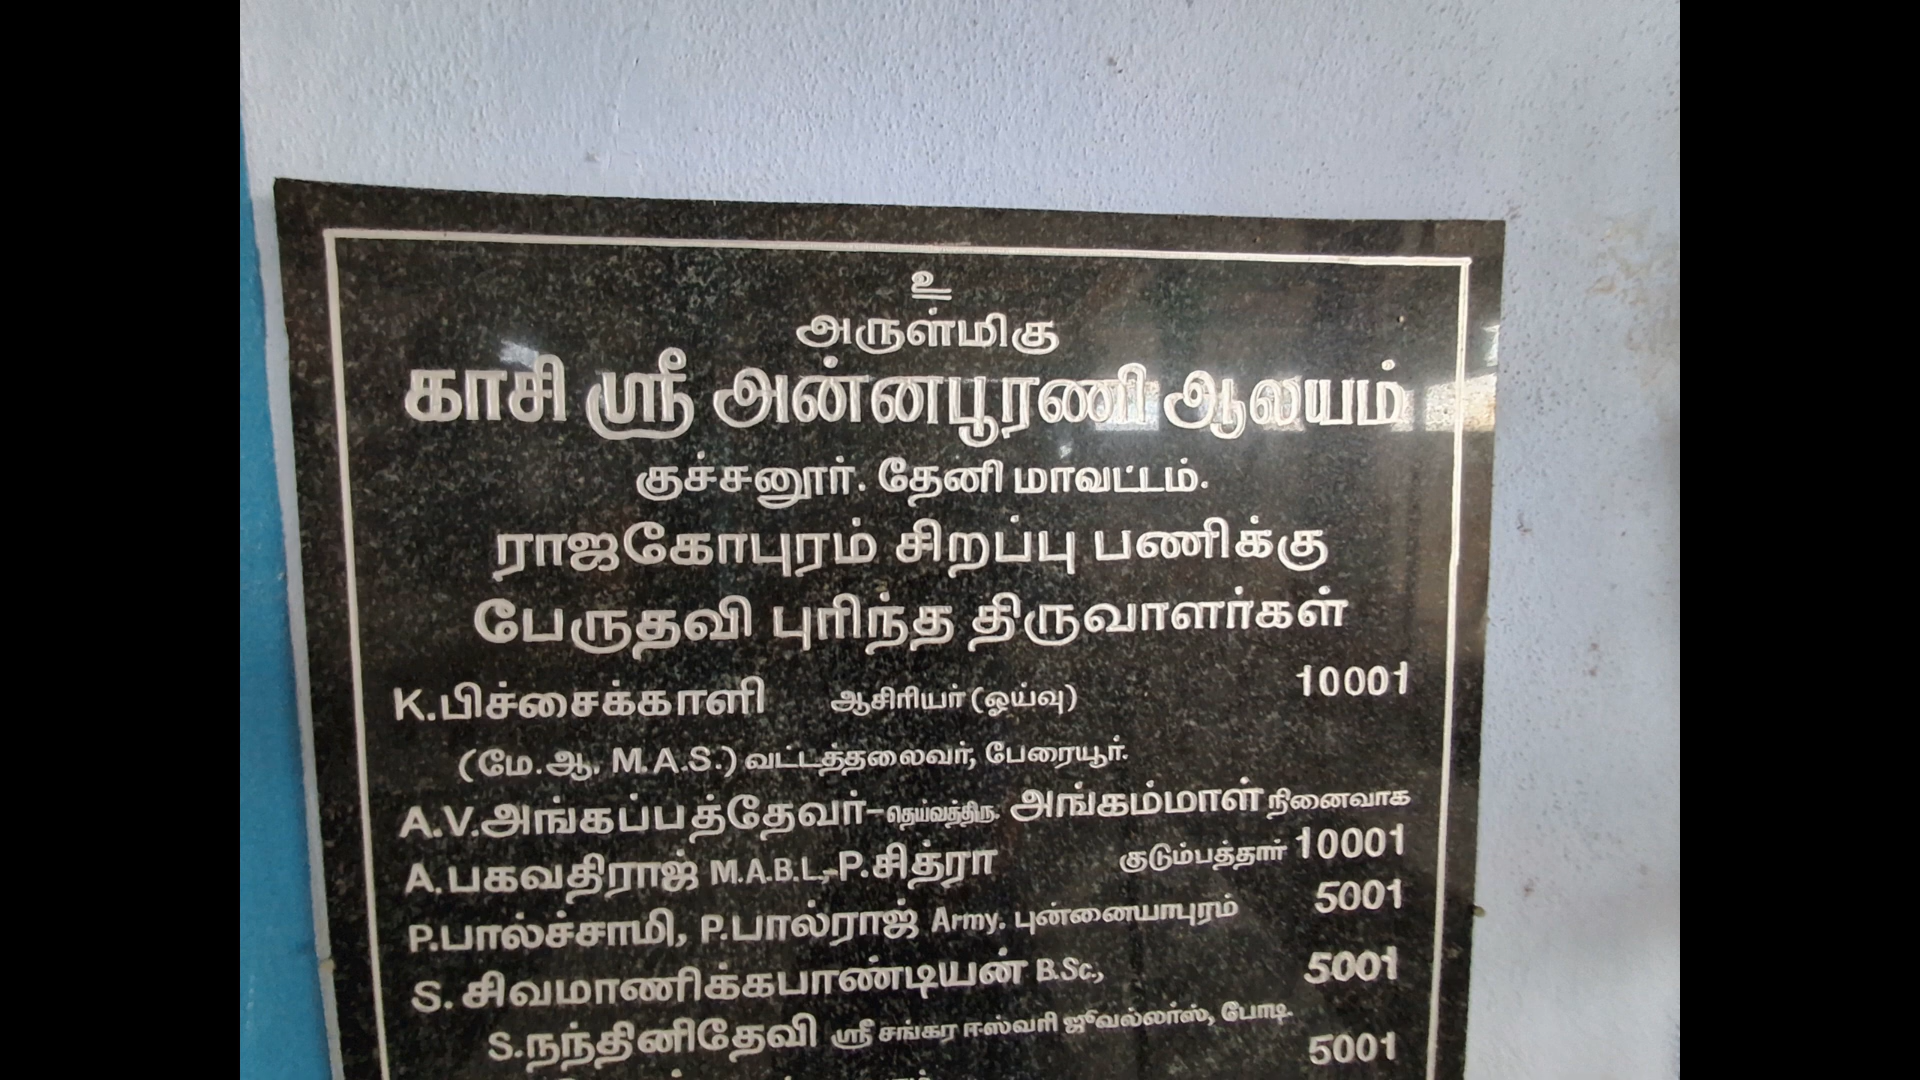 உ
அருள்மிகு
காசி ஸ்ரீ அன்னபூரணி ஆலயம்
குச்சனூர். தேனி மாவட்டம்.
ராஜகோபுரம் சிறப்பு பணிக்கு
பேருதவி புரிந்த திருவாளர்கள்
K.பிச்சைக்காளி ஆசிரியர் (ஓய்வு) 10001
(மே.ஆ. M.A.S.) வட்டத்தலைவர், பேரையூர்.
A.V.அங்கப்பத்தேவர்-தெய்வத்திரு. அங்கம்மாள் நினைவாக
A.பகவதிராஜ் M.A.B.L,-P.சித்ரா குடும்பத்தார் 10001
P.பால்ச்சாமி, P.பால்ராஜ் Army. புன்னையாபுரம் 5001
S. சிவமாணிக்கபாண்டியன் B.Sc., 5001
S.நந்தினிதேவி ஸ்ரீ சங்கர ஈஸ்வரி ஜுவல்லர்ஸ், போடி.
5001